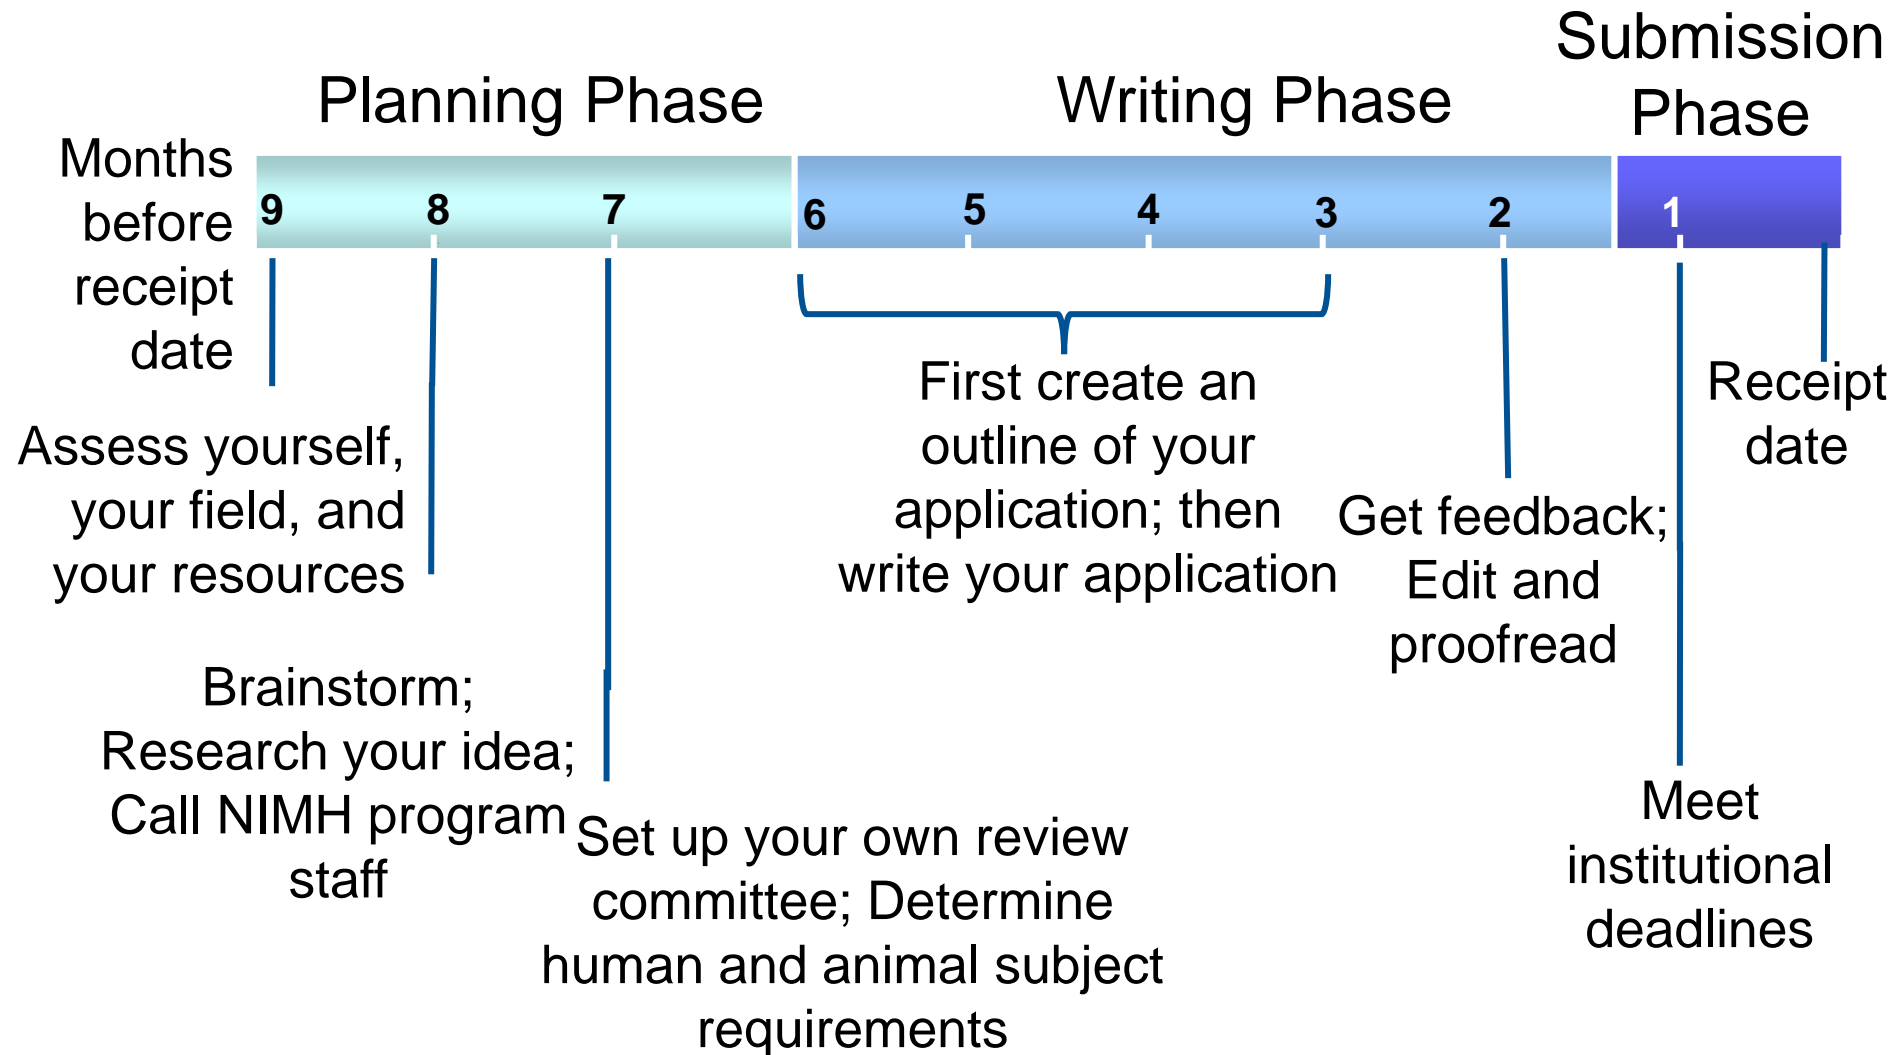 Submission
Phase
Planning Phase
Writing Phase
Months
before
receipt
date
9 8 7 6 5 4 3 2 1
Assess yourself,
your field, and
your resources
Brainstorm;
Research your idea;
Call NIMH program
staff
Set up your own review
committee; Determine
human and animal subject
requirements
First create an
outline of your
application; then
write your application
Get feedback;
Edit and
proofread
Meet
institutional
deadlines
Receipt
date